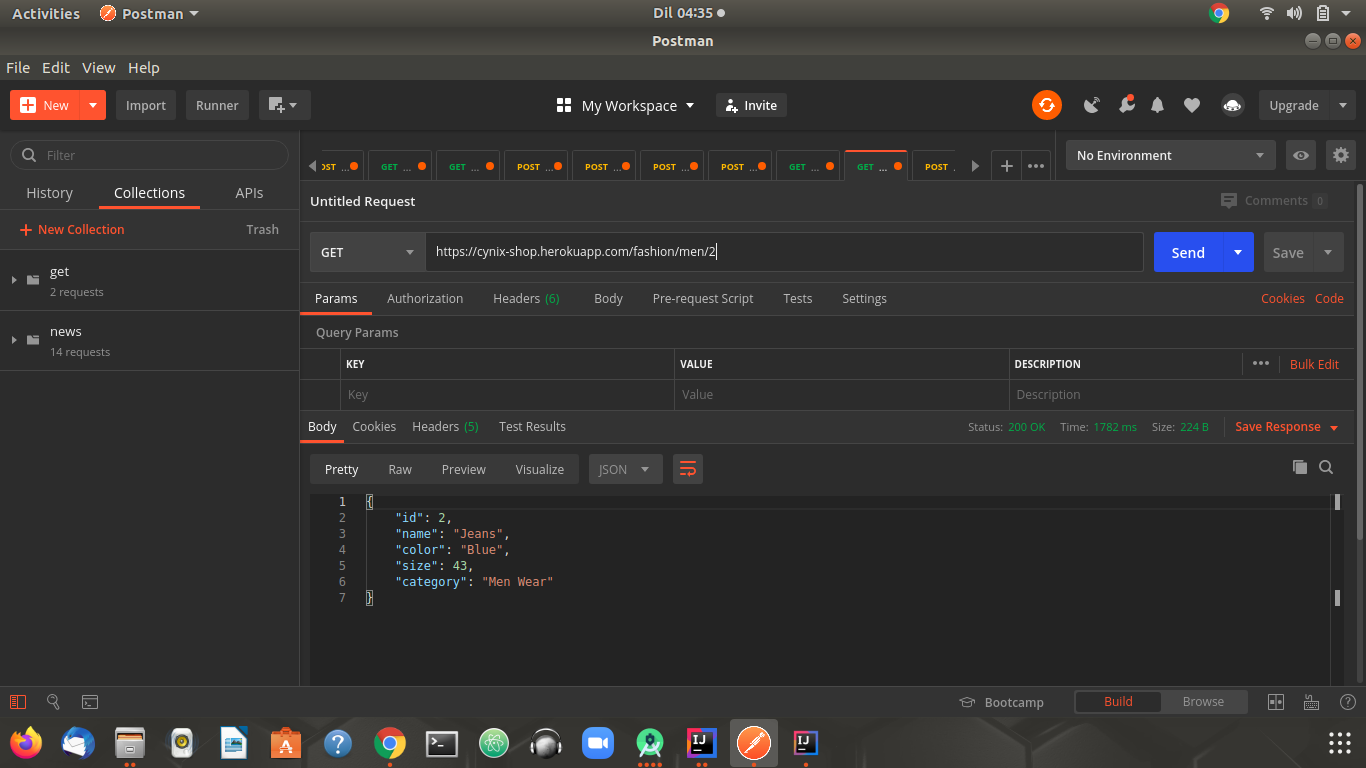 Activities Postman Dil 04:35
Postman
File Edit View Help
New Import Runner My Workspace Invite Upgrade
Filter
History Collections APIs
New Collection Trash
get
2 requests
news
14 requests
OST ... GET ... GET ... POST ... POST ... POST ... POST ... GET ... GET ... POST
No Environment
Untitled Request Comments 0
GET https://cynix-shop.herokuapp.com/fashion/men/2 Send Save
Params Authorization Headers (6) Body Pre-request Script Tests Settings Cookies Code
Query Params
KEY VALUE DESCRIPTION Bulk Edit
Key Value Description
Body Cookies Headers (5) Test Results Status: 200 OK Time: 1782 ms Size: 224 B Save Response
Pretty Raw Preview Visualize JSON
1 {
2 "id": 2,
3 "name": "Jeans",
4 "color": "Blue",
5 "size": 43,
6 "category": "Men Wear"
7 }
Bootcamp Build Browse